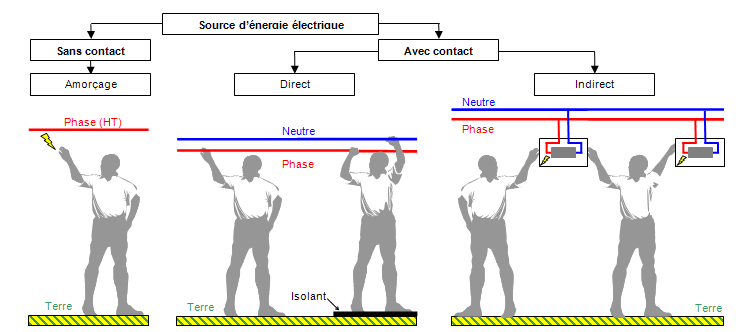 Source d'énergie électrique
Sans contact
Avec contact
Amorçage
Direct
Indirect
Phase (HT)
Neutre
Phase
Neutre
Phase
Isolant
Terre
Terre
Terre